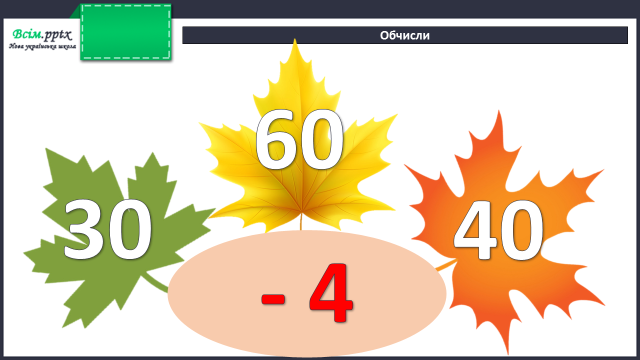 Всім.pptx
Нова українська школа
Обчисли
60
30
40
- 4